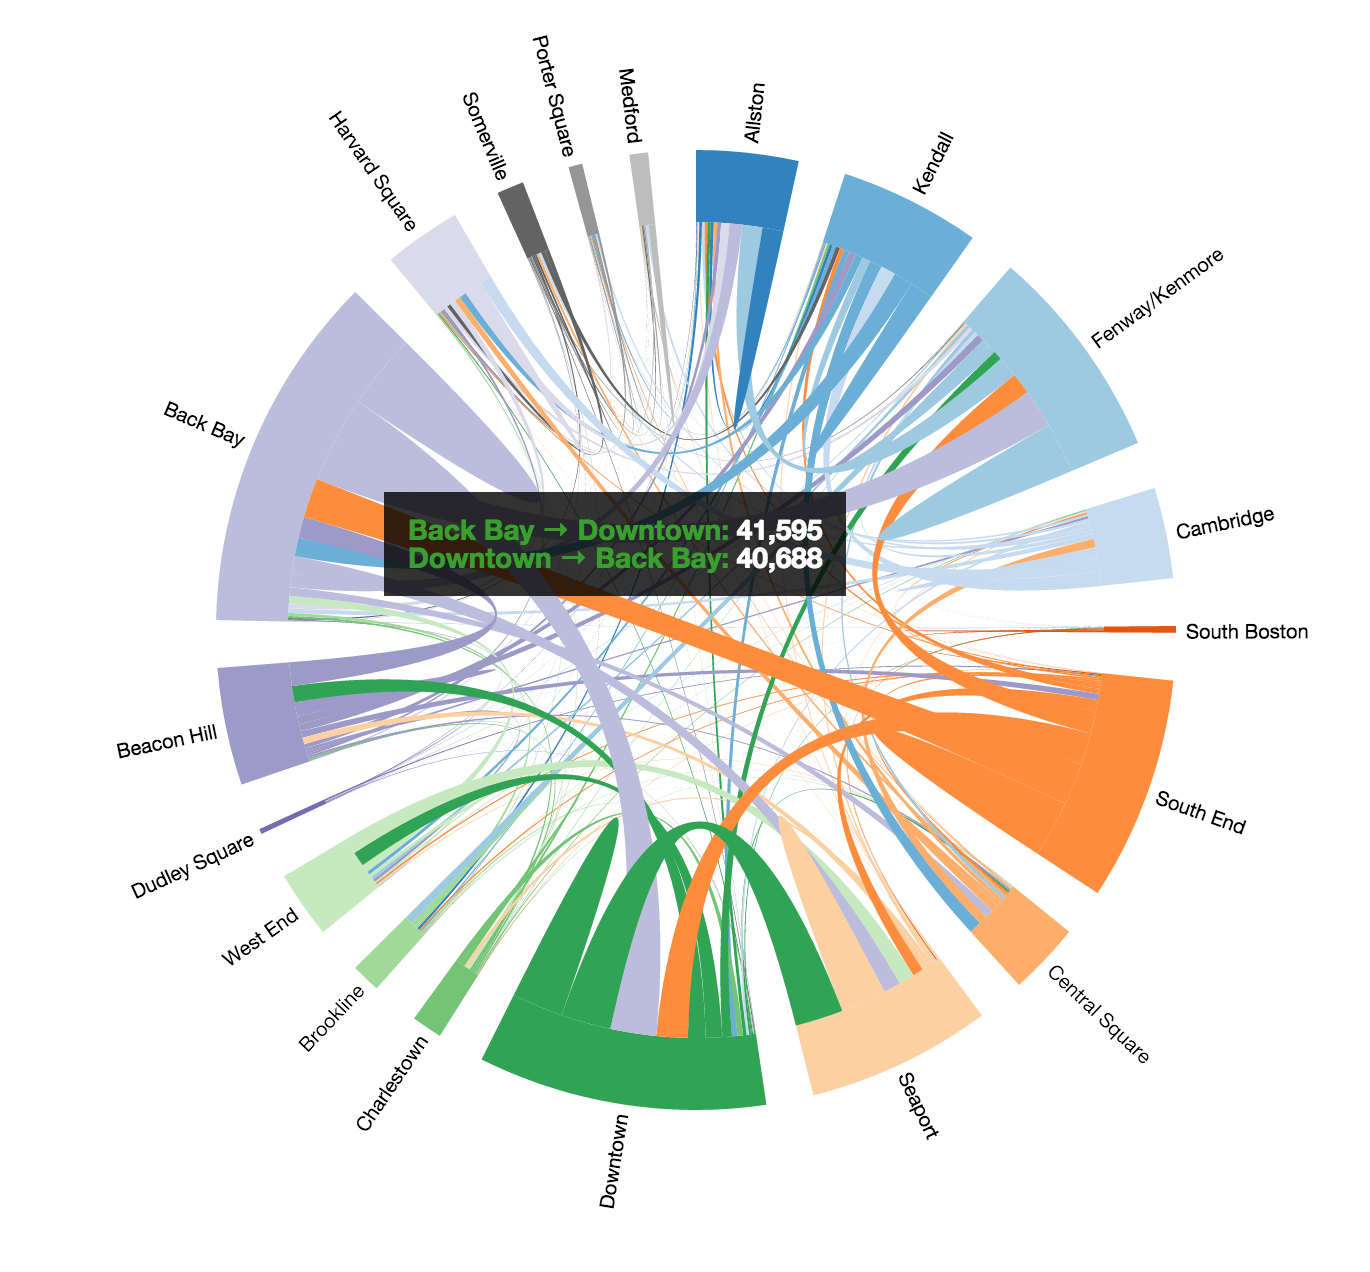 Porter Square
Medford
Allston
Somerville
Harvard Square
Kendall
Fenway/Kenmore
Back Bay
Cambridge
Back Bay → Downtown: 41,595
Downtown → Back Bay: 40,688
South Boston
Beacon Hill
South End
Dudley Square
West End
Brookline
Central Square
Charlestown
Seaport
Downtown